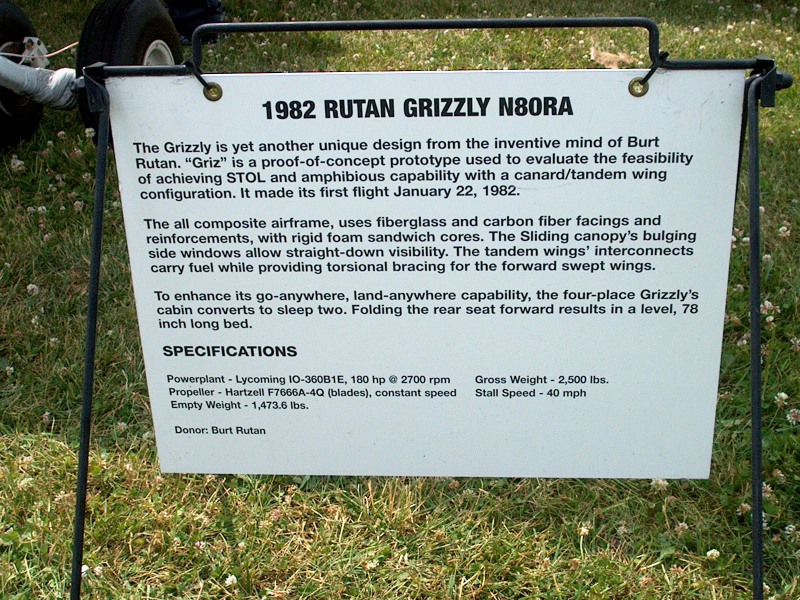 1982 RUTAN GRIZZLY N80RA
The Grizzly is yet another unique design from the inventive mind of Burt
Rutan. “Griz” is a proof-of-concept prototype used to evaluate the feasibility
of achieving STOL and amphibious capability with a canard/tandem wing
configuration. It made its first flight January 22, 1982.
The all composite airframe, uses fiberglass and carbon fiber facings and
reinforcements, with rigid foam sandwich cores. The Sliding canopy’s bulging
side windows allow straight-down visibility. The tandem wings’ interconnects
carry fuel while providing torsional bracing for the forward swept wings.
To enhance its go-anywhere, land-anywhere capability, the four-place Grizzly’s
cabin converts to sleep two. Folding the rear seat forward results in a level, 78
inch long bed.
SPECIFICATIONS
Powerplant - Lycoming IO-360B1E, 180 hp @ 2700 rpm
Propeller - Hartzell F7666A-4Q (blades), constant speed
Empty Weight - 1,473.6 lbs.
Gross Weight - 2,500 lbs.
Stall Speed - 40 mph
Donor: Burt Rutan